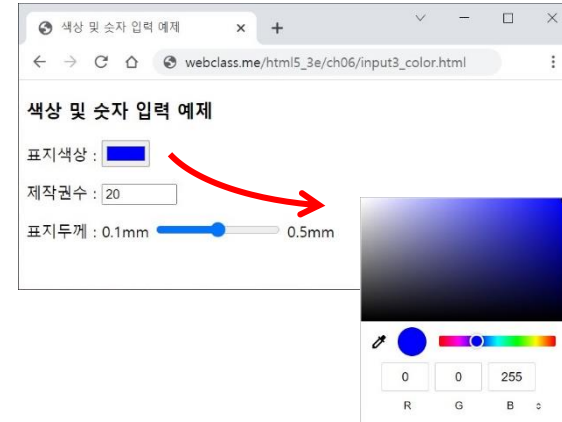 색상 및 숫자 입력 예제
webclass.me/html5_3e/ch06/input3_color.html
색상 및 숫자 입력 예제
표지색상 :
제작권수 : 20
표지두께 : 0.1mm 0.5mm
0 0 255
R G B